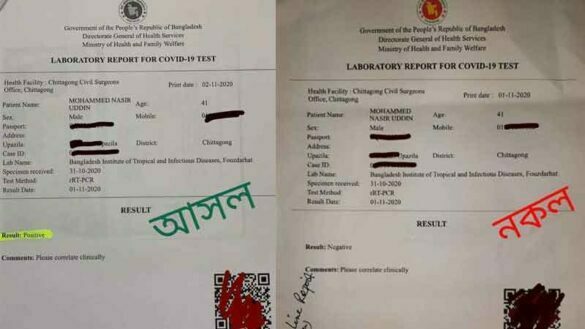 Government of the People's Republic of Bangladesh
Directorate General of Health Services
Ministry of Health and Family Welfare
LABORATORY REPORT FOR COVID-19 TEST
Health Facility : Chittagong Civil Surgeons Office, Chittagong
Print date : 02-11-2020
Patient Name: MOHAMMED NASIR UDDIN Age: 41
Sex: Male Mobile: 01
Passport:
Address:
Upazila: Upazila District: Chittagong
Case ID:
Lab Name: Bangladesh Institute of Tropical and Infectious Diseases, Fouzdarhat
Specimen received: 31-10-2020
Test Method: rRT-PCR
Result Date: 01-11-2020
RESULT
আসল
Result: Positive
Comments: Please correlate clinically
Government of the People's Republic of Bangladesh
Directorate General of Health Services
Ministry of Health and Family Welfare
LABORATORY REPORT FOR COVID-19 TEST
Health Facility : Chittagong Civil Surgeons Office, Chittagong
Print date : 01-11-2020
Patient Name: MOHAMMED NASIR UDDIN Age: 41
Sex: Male Mobile: 01
Passport:
Address:
Upazila: Upazila District: Chittagong
Case ID:
Lab Name: Bangladesh Institute of Tropical and Infectious Diseases, Fouzdarhat
Specimen received: 31-10-2020
Test Method: rRT-PCR
Result Date: 01-11-2020
RESULT
নকল
Result: Negative
Comments: Please correlate clinically
Line Report